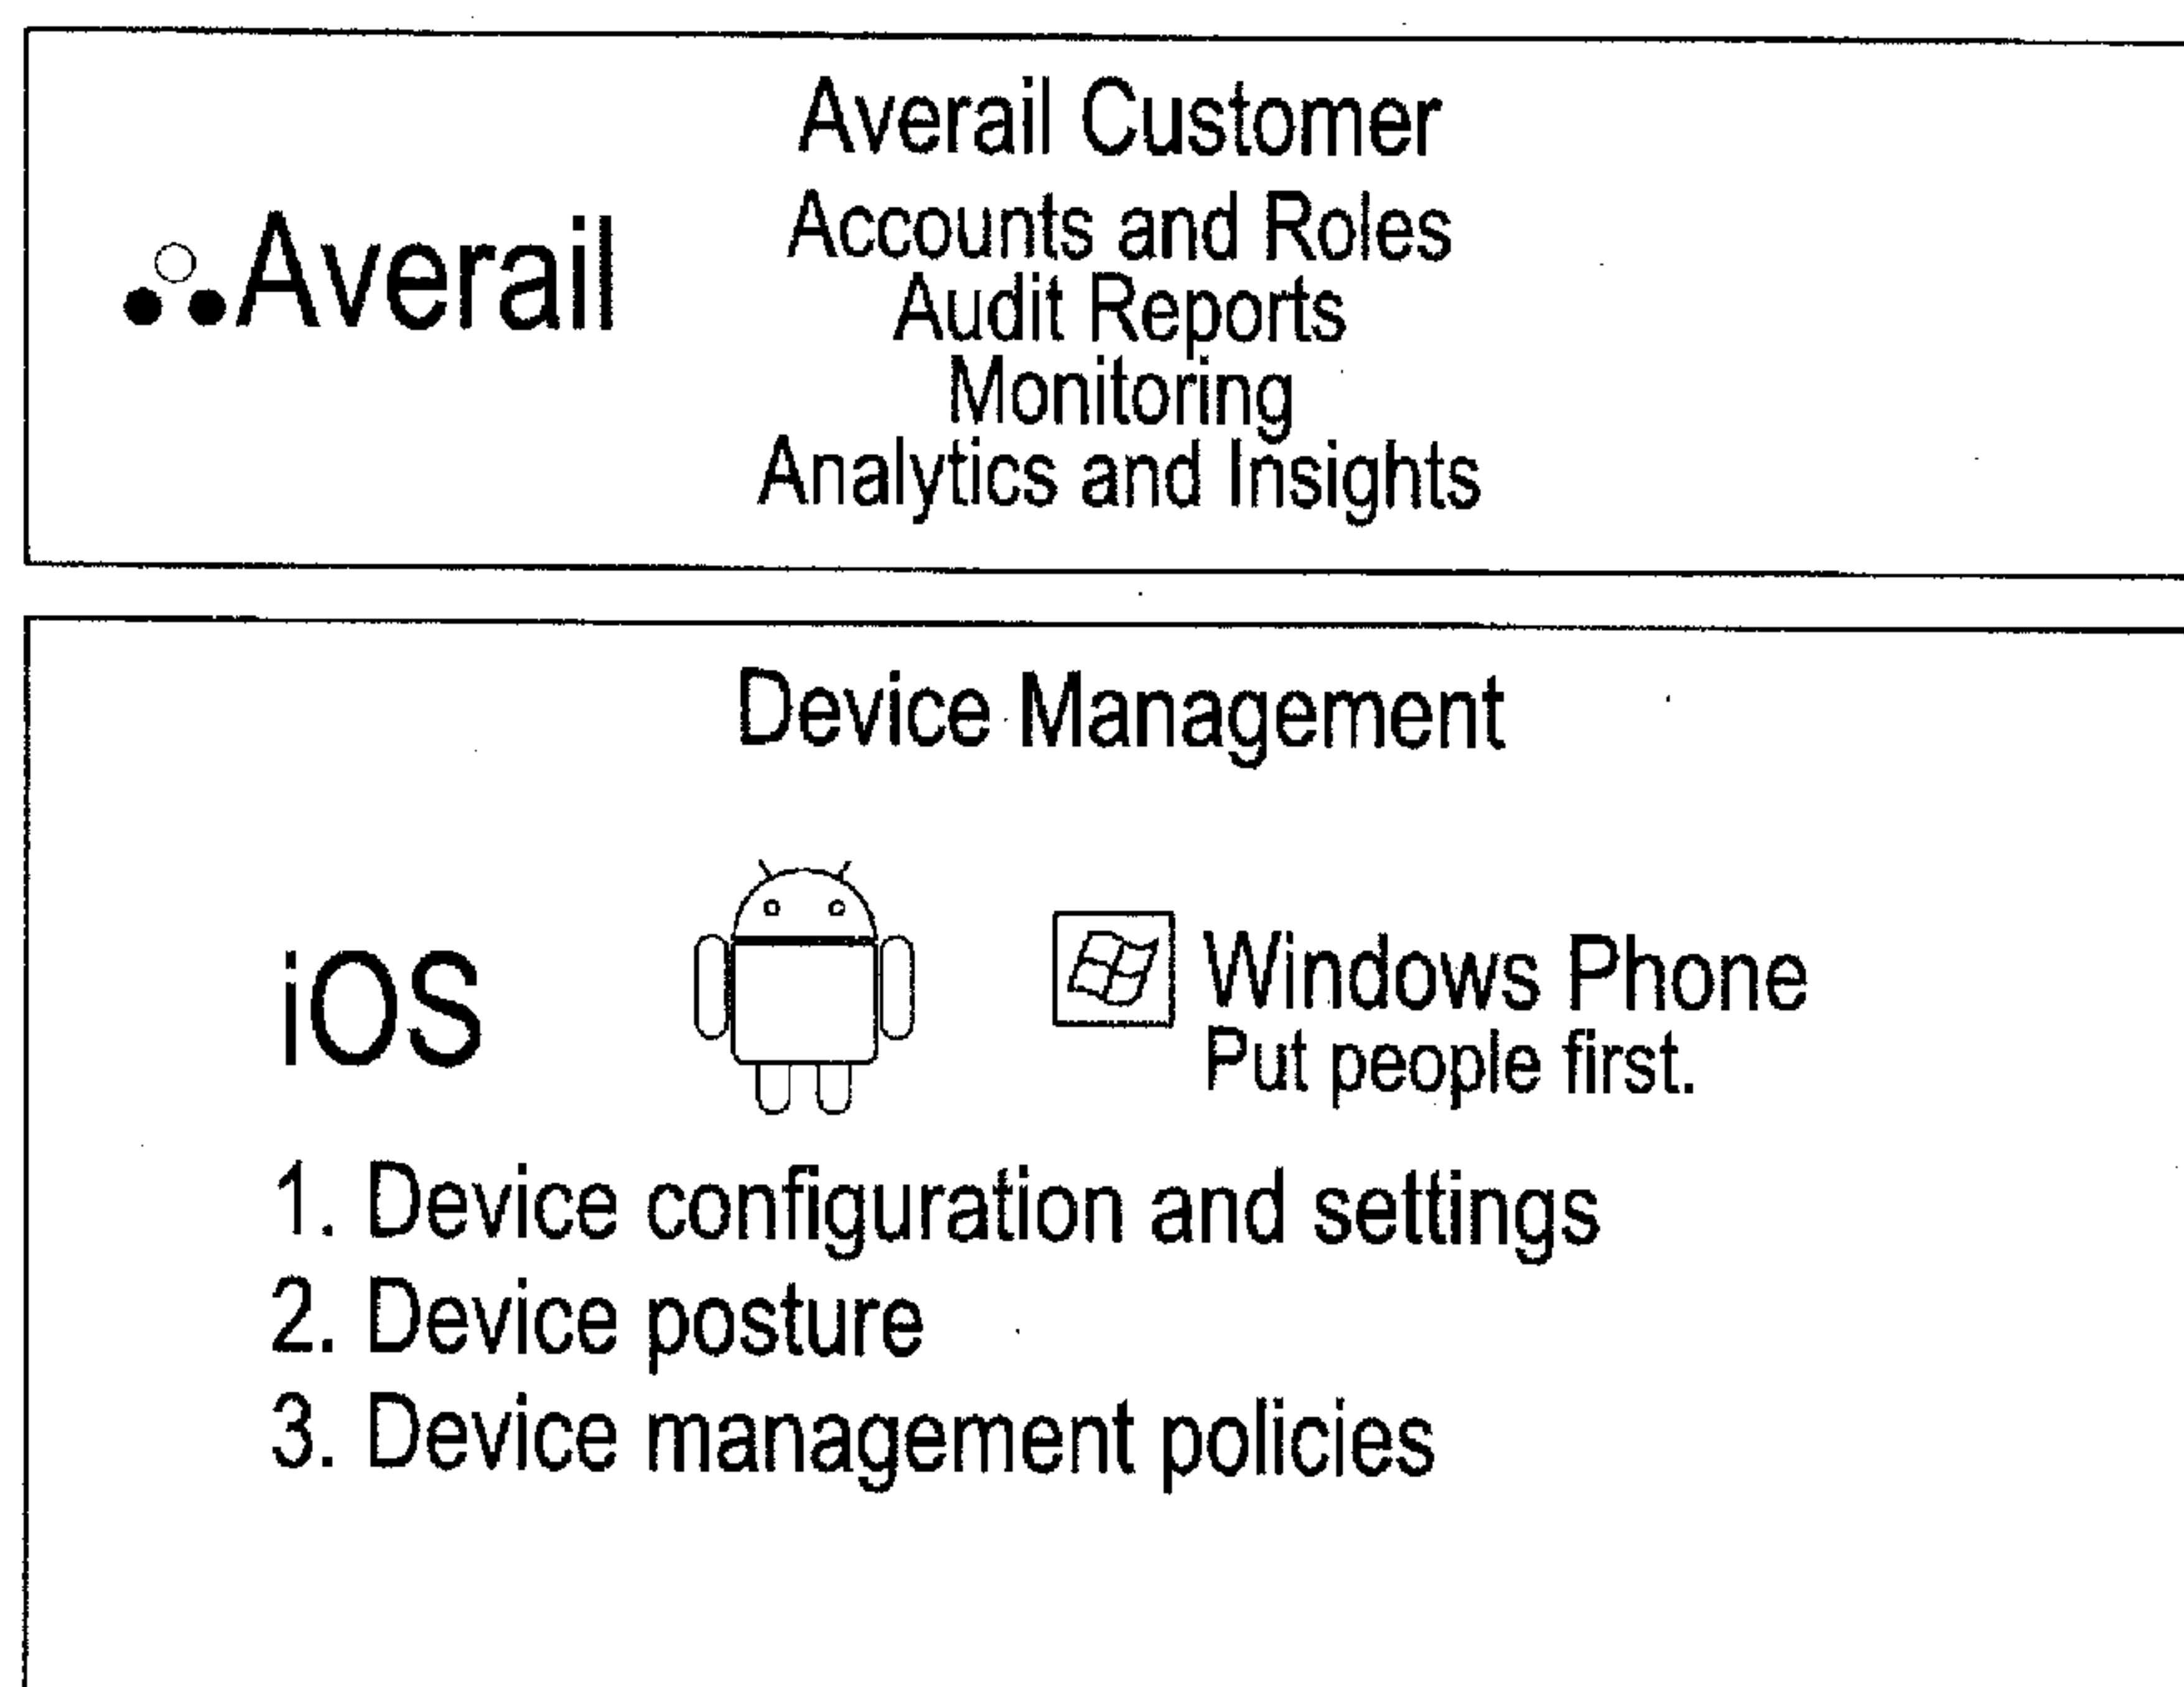 Averail Customer
Accounts and Roles
Averail
Audit Reports
Monitoring
Analytics and Insights
Device Management
iOS
Windows Phone
Put people first.
1. Device configuration and settings
2. Device posture
3. Device management policies